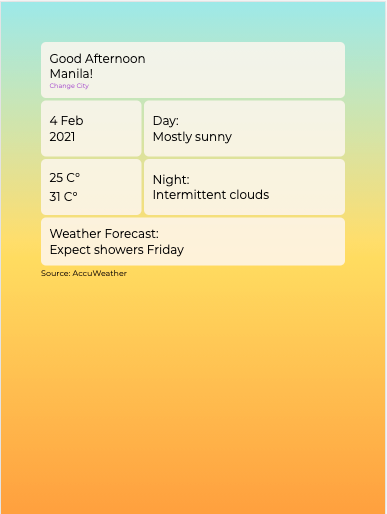 Good Afternoon
Manila!
Change City
4 Feb
2021
Day:
Mostly sunny
25 C°
31 C°
Night:
Intermittent clouds
Weather Forecast:
Expect showers Friday
Source: AccuWeather